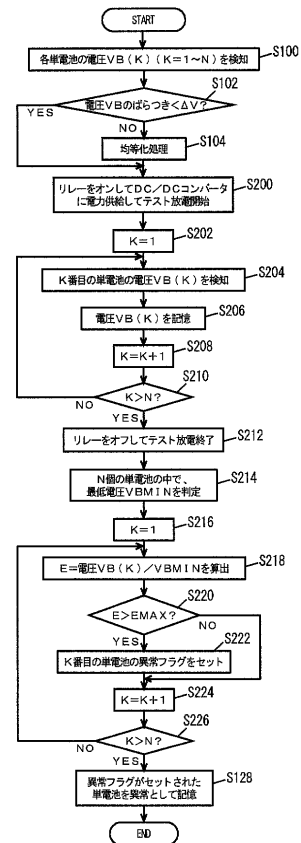 START
各単電池の電圧VB(K)(K=1~N)を検知
S100
電圧VBのばらつき<ΔV?
S102
YES
NO
均等化処理
S104
リレーをオンしてDC/DCコンバータ
に電力供給してテスト放電開始
S200
K=1
S202
K番目の単電池の電圧VB(K)を検知
S204
電圧VB(K)を記憶
S206
K=K+1
S208
K>N?
S210
NO
YES
リレーをオフしてテスト放電終了
S212
N個の単電池の中で、
最低電圧VBMINを判定
S214
K=1
S216
E=電圧VB(K)/VBMINを算出
S218
E>EMAX?
S220
NO
YES
K番目の単電池の異常フラグをセット
S222
K=K+1
S224
K>N?
S226
NO
YES
異常フラグがセットされた
単電池を異常として記憶
S128
END